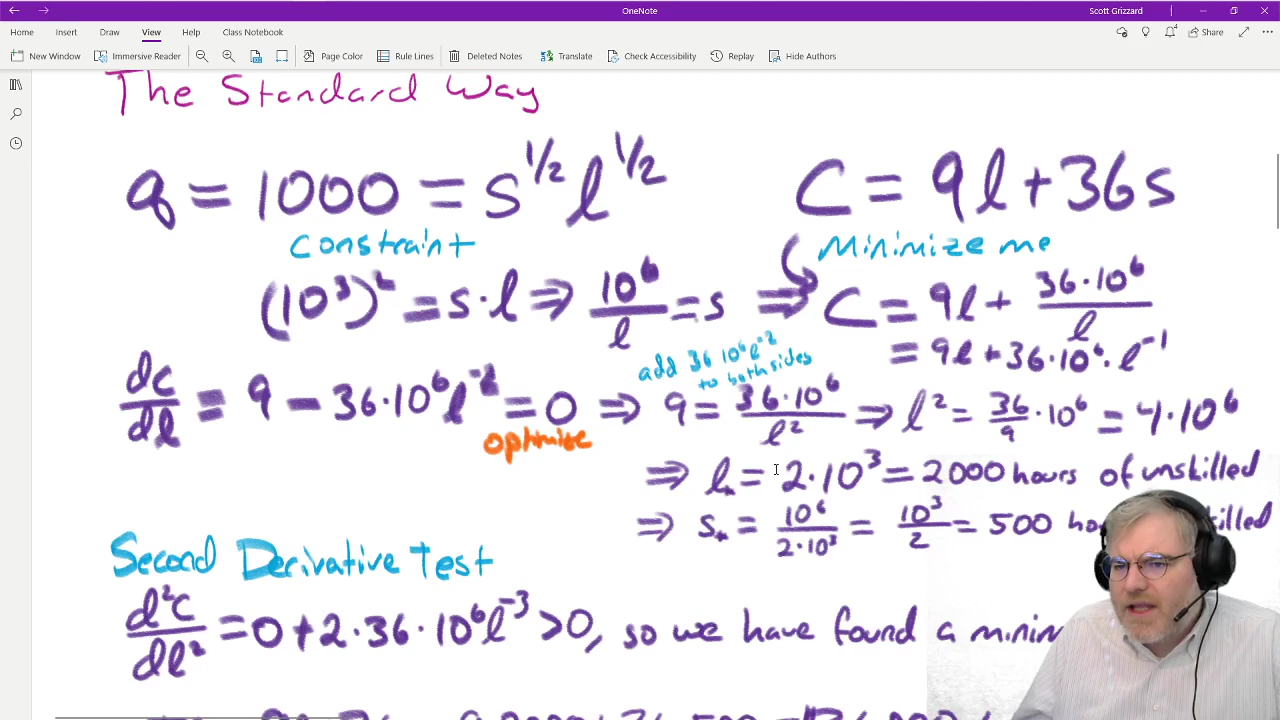 OneNote
Scott Grizzard
Home Insert Draw View Help Class Notebook Share
New Window Immersive Reader Page Color Rule Lines Deleted Notes Translate Check Accessibility Replay Hide Authors
The Standard Way
q = 1000 = s^1/2 l^1/2
C = 9l + 36s
constraint
Minimize me
(10^3)^2 = s·l ⇒ 10^6/l = s ⇒ C = 9l + 36·10^6/l
= 9l + 36·10^6·l^-1
add 36 10^6 l^-2
to both sides
dC/dl = 9 − 36·10^6 l^-2 = 0 ⇒ 9 = 36·10^6/l^2 ⇒ l^2 = 36/9·10^6 = 4·10^6
optimize
⇒ l* = 2·10^3 = 2000 hours of unskilled
⇒ s* = 10^6/2·10^3 = 10^3/2 = 500
Second Derivative Test
d^2C/dl^2 = 0 + 2·36·10^6 l^-3 > 0, so we have found a